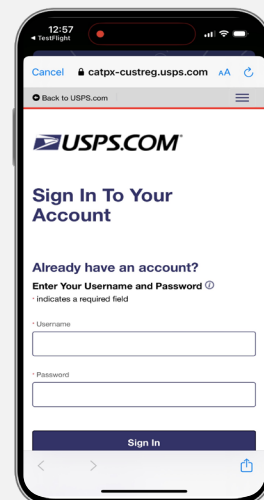 12:57
◀ TestFlight
Cancel catpx-custreg.usps.com AA
Back to USPS.com
USPS.COM®
Sign In To Your
Account
Already have an account?
Enter Your Username and Password ⓘ
* indicates a required field
* Username
* Password
Sign In